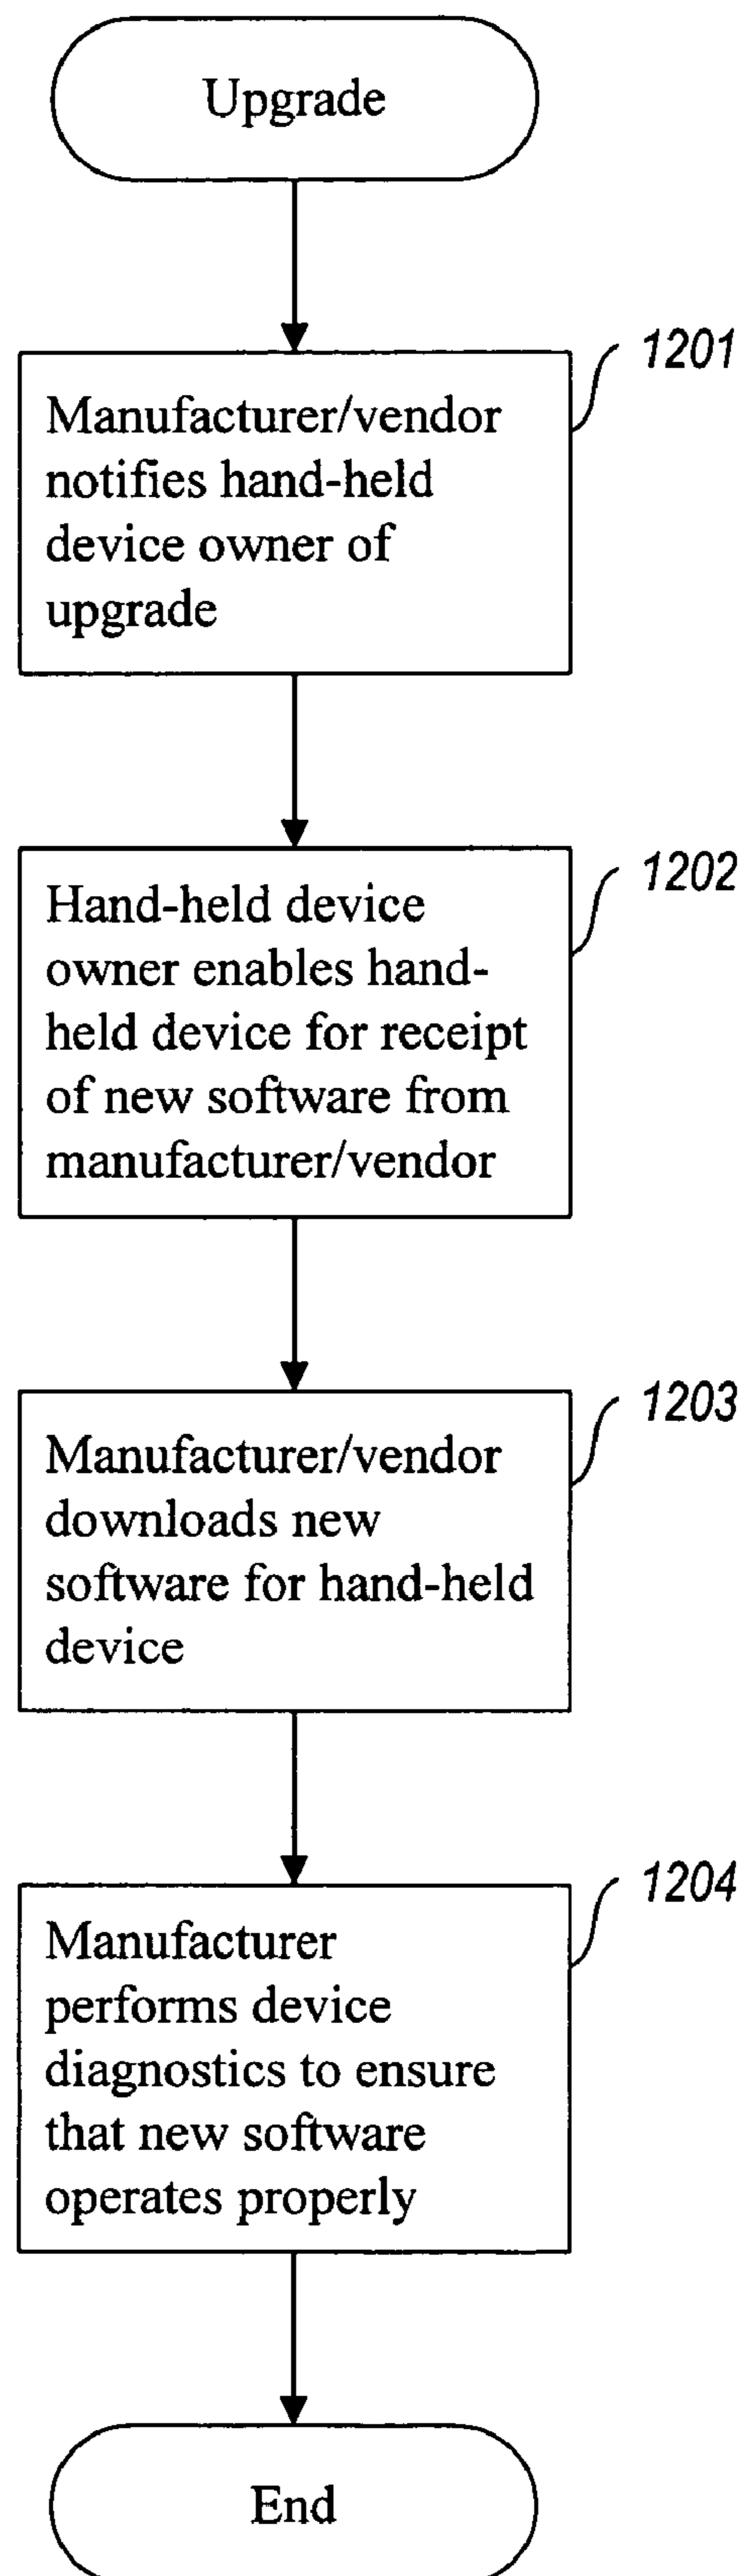 Upgrade
1201
Manufacturer/vendor
notifies hand-held
device owner of
upgrade
1202
Hand-held device
owner enables hand-
held device for receipt
of new software from
manufacturer/vendor
1203
Manufacturer/vendor
downloads new
software for hand-held
device
1204
Manufacturer
performs device
diagnostics to ensure
that new software
operates properly
End